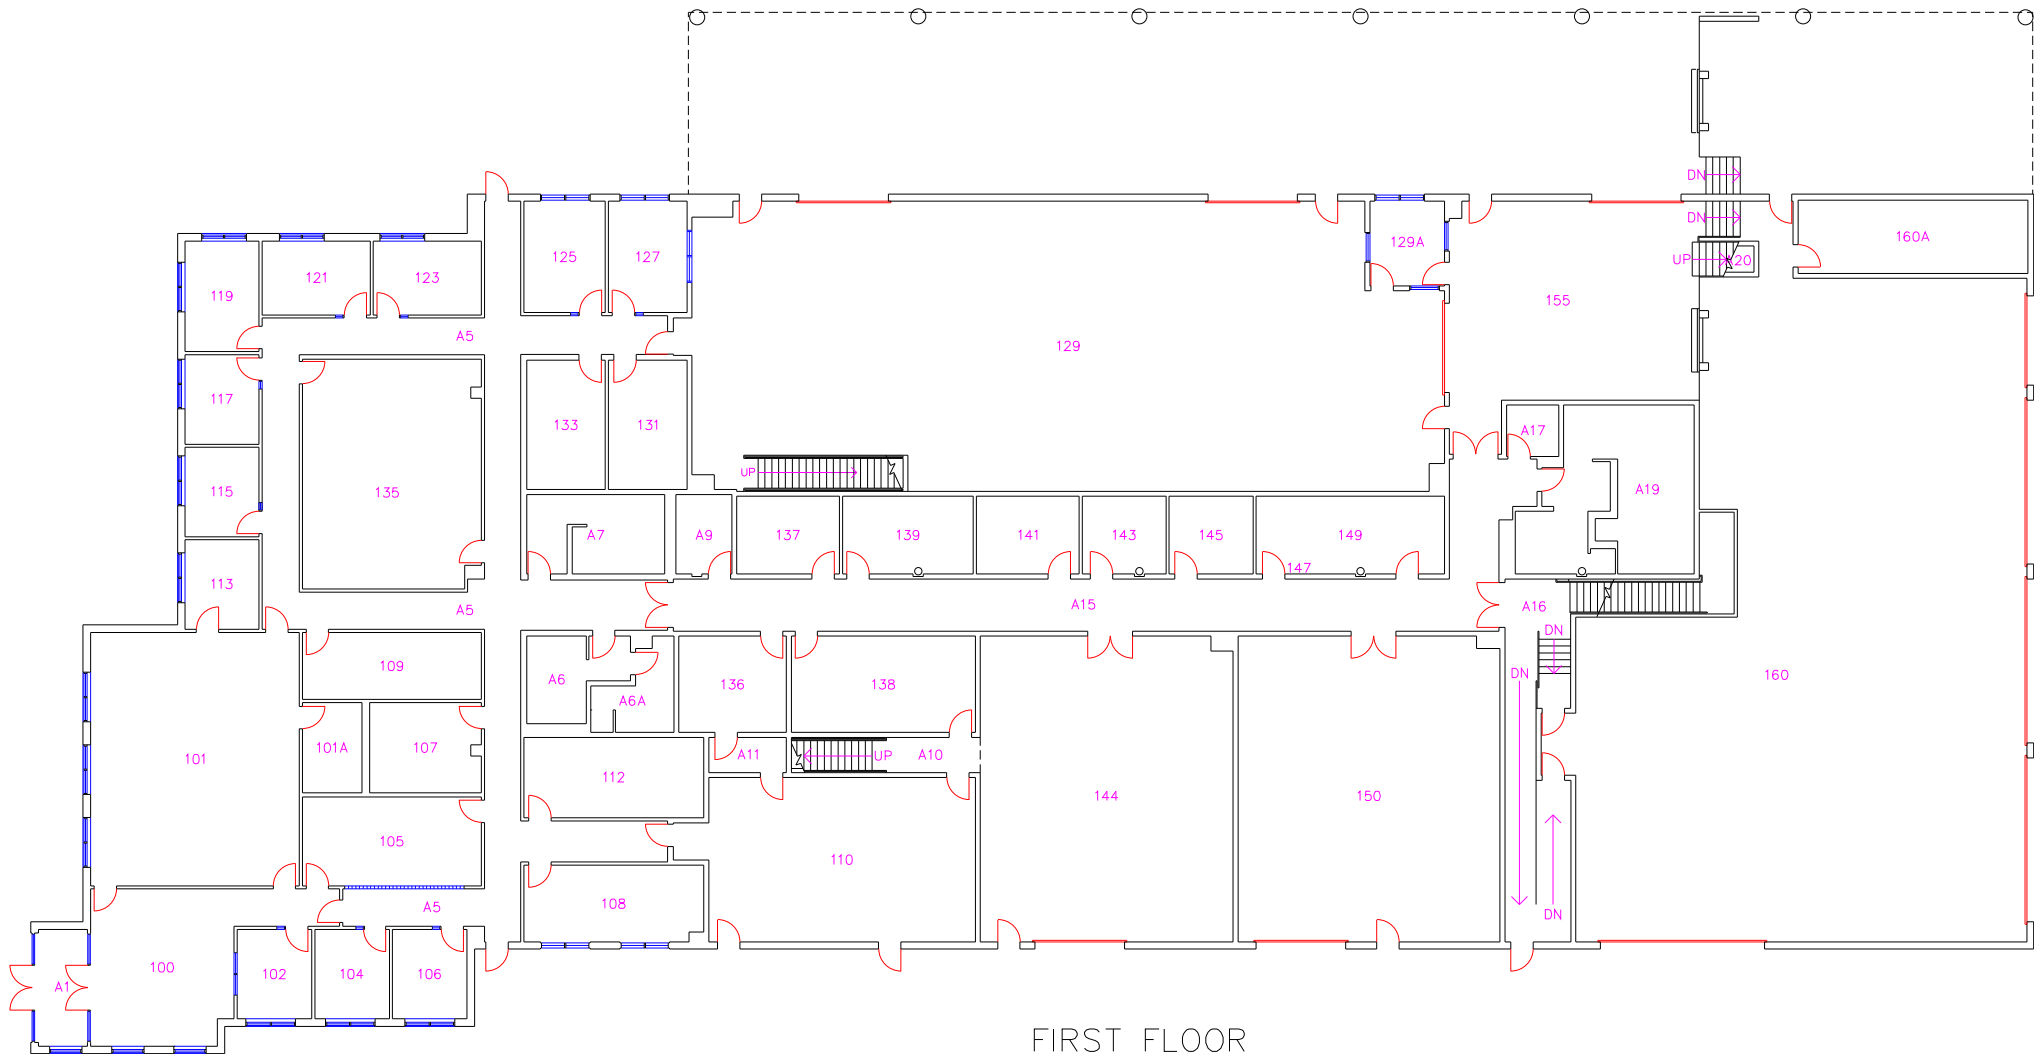 DN
DN
UP
A20
160A
129A
125
127
121
123
119
155
A5
129
117
133
131
A17
UP
135
115
A19
A7
A9
137
139
141
143
145
149
147
113
A5
A15
A16
DN
109
DN
A6
A6A
136
138
160
101
101A
107
A11
UP
A10
112
144
150
105
110
108
A5
DN
100
102
104
106
A1
FIRST FLOOR